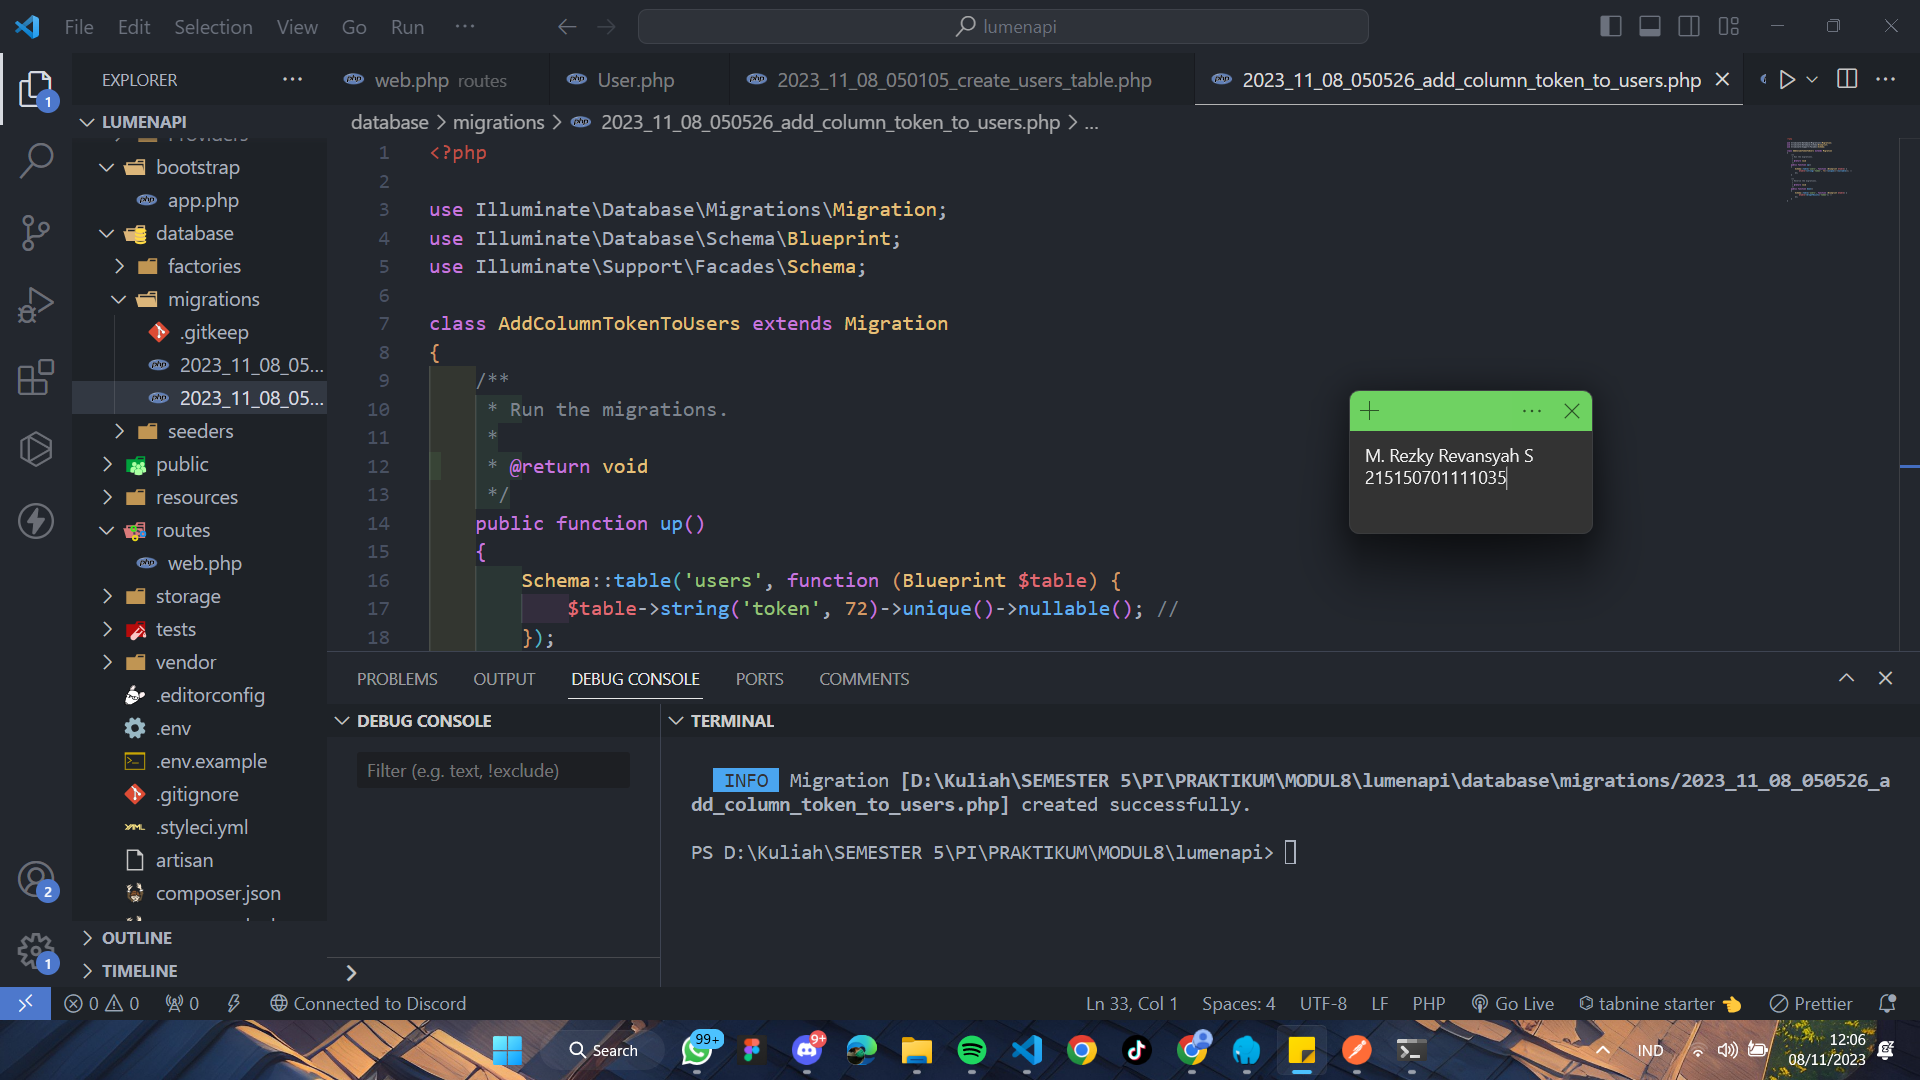 File Edit Selection View Go Run ···
lumenapi
EXPLORER
web.php routes
User.php
2023_11_08_050105_create_users_table.php
2023_11_08_050526_add_column_token_to_users.php
LUMENAPI
database > migrations > 2023_11_08_050526_add_column_token_to_users.php > ...
Providers
bootstrap
app.php
database
factories
migrations
.gitkeep
2023_11_08_05...
2023_11_08_05...
seeders
public
resources
routes
web.php
storage
tests
vendor
.editorconfig
.env
.env.example
.gitignore
.styleci.yml
artisan
composer.json
OUTLINE
TIMELINE
1 <?php
2
3 use Illuminate\Database\Migrations\Migration;
4 use Illuminate\Database\Schema\Blueprint;
5 use Illuminate\Support\Facades\Schema;
6
7 class AddColumnTokenToUsers extends Migration
8 {
9 /**
10 * Run the migrations.
11 *
12 * @return void
13 */
14 public function up()
15 {
16 Schema::table('users', function (Blueprint $table) {
17 $table->string('token', 72)->unique()->nullable(); //
18 });
M. Rezky Revansyah S
215150701111035
PROBLEMS OUTPUT DEBUG CONSOLE PORTS COMMENTS
DEBUG CONSOLE
Filter (e.g. text, !exclude)
TERMINAL
INFO Migration [D:\Kuliah\SEMESTER 5\PI\PRAKTIKUM\MODUL8\lumenapi\database\migrations/2023_11_08_050526_a
dd_column_token_to_users.php] created successfully.
PS D:\Kuliah\SEMESTER 5\PI\PRAKTIKUM\MODUL8\lumenapi>
0 0 0 Connected to Discord
Ln 33, Col 1 Spaces: 4 UTF-8 LF PHP Go Live tabnine starter Prettier
Search
99+
9+
IND
12:06
08/11/2023
1
2
1